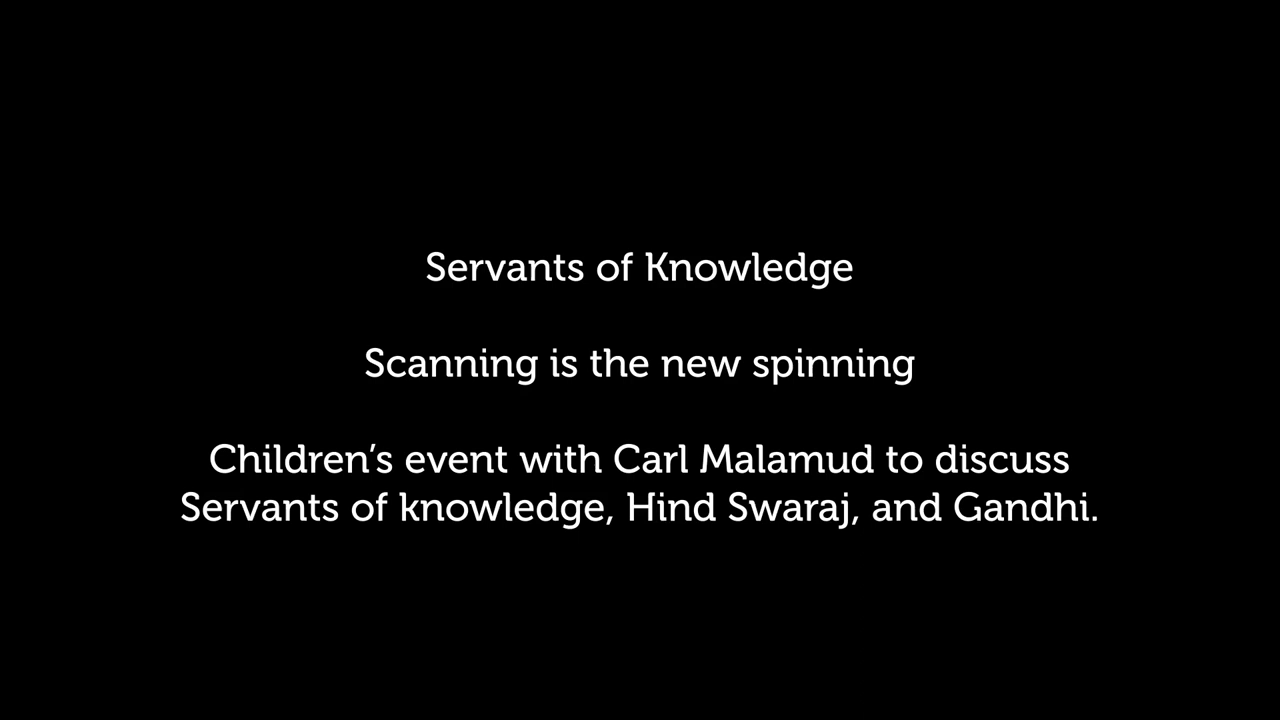 Servants of Knowledge
Scanning is the new spinning
Children’s event with Carl Malamud to discuss
Servants of knowledge, Hind Swaraj, and Gandhi.